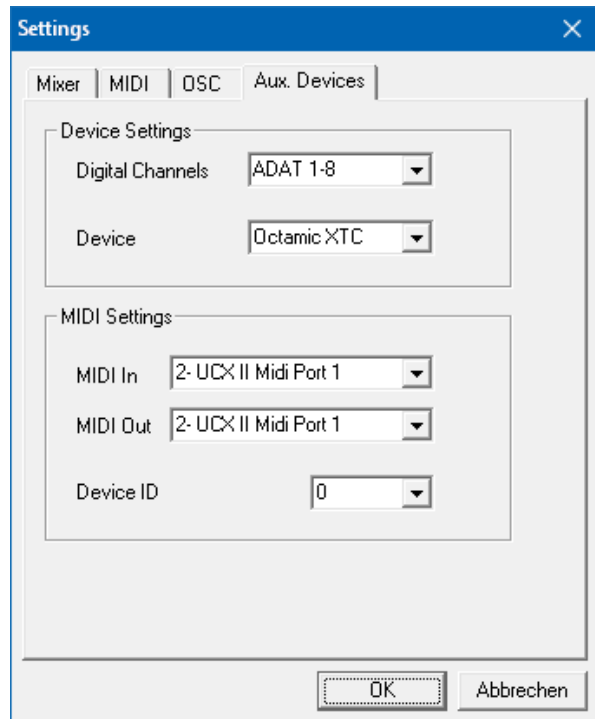 Settings
Mixer MIDI OSC Aux. Devices
Device Settings
Digital Channels ADAT 1-8
Device Octamic XTC
MIDI Settings
MIDI In 2- UCX II Midi Port 1
MIDI Out 2- UCX II Midi Port 1
Device ID 0
OK Abbrechen